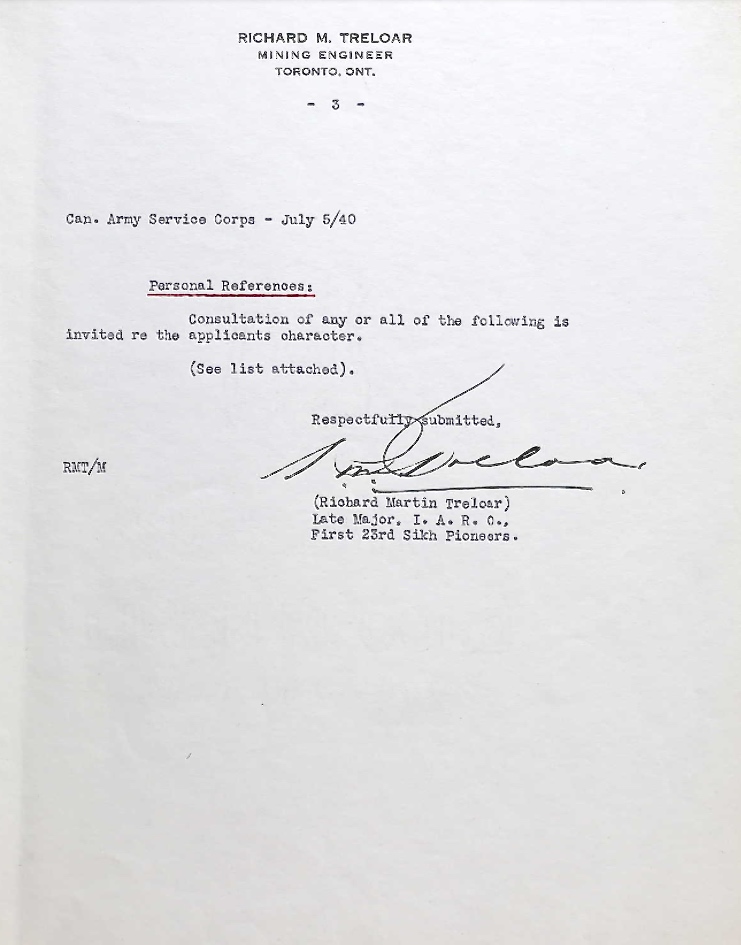 RICHARD M. TRELOAR
MINING ENGINEER
TORONTO, ONT.
- 3 -
Can. Army Service Corps - July 5/40
Personal References:
Consultation of any or all of the following is
invited re the applicants character.
(See list attached).
Respectfully submitted,
RMT/M
RM Treloar.
(Richard Martin Treloar)
Late Major, I. A. R. O.,
First 23rd Sikh Pioneers.